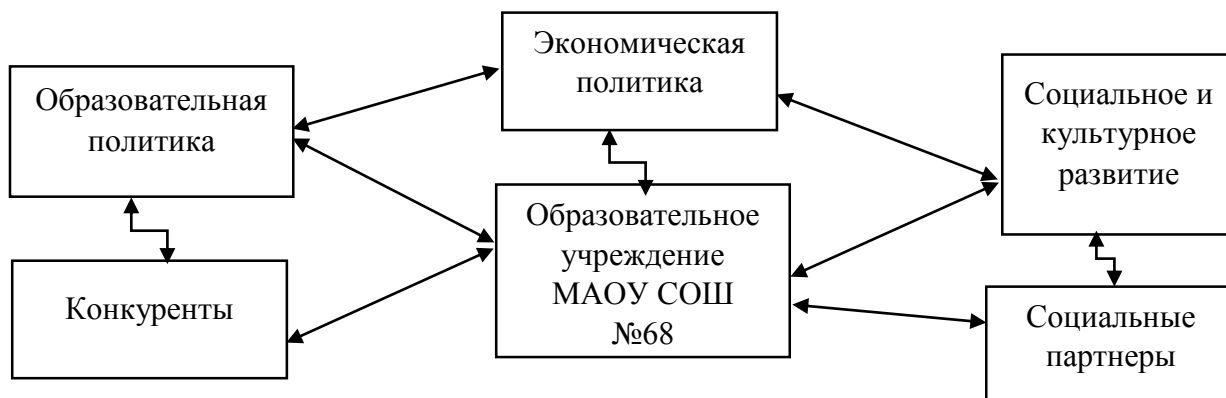 Образовательная
политика
Экономическая
политика
Социальное и
культурное
развитие
Конкуренты
Образовательное
учреждение
МАОУ СОШ
№68
Социальные
партнеры